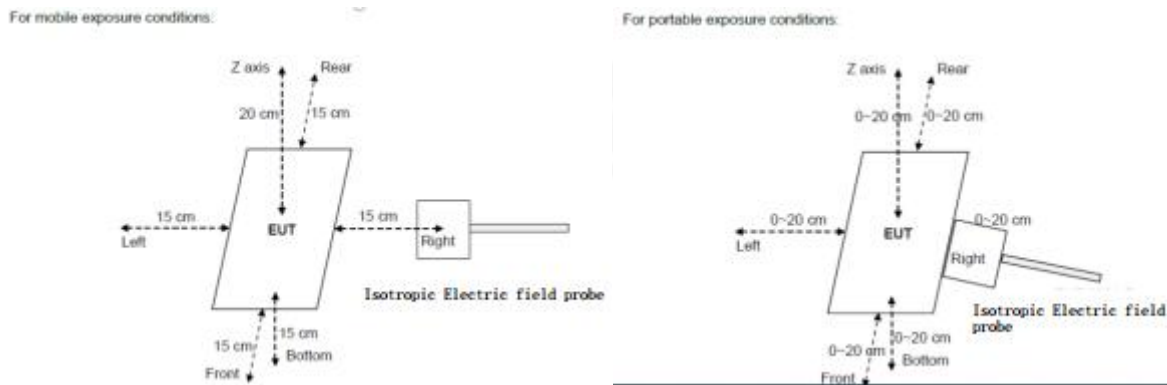 For mobile exposure conditions:
Z axis
Rear
20 cm
15 cm
15 cm
Left
EUT
15 cm
Right
Isotropic Electric field probe
15 cm
15 cm
Bottom
Front
For portable exposure conditions:
Z axis
Rear
0~20 cm
0~20 cm
0~20 cm
Left
EUT
0~20 cm
Right
Isotropic Electric field
probe
0~20 cm
0~20 cm
Bottom
Front